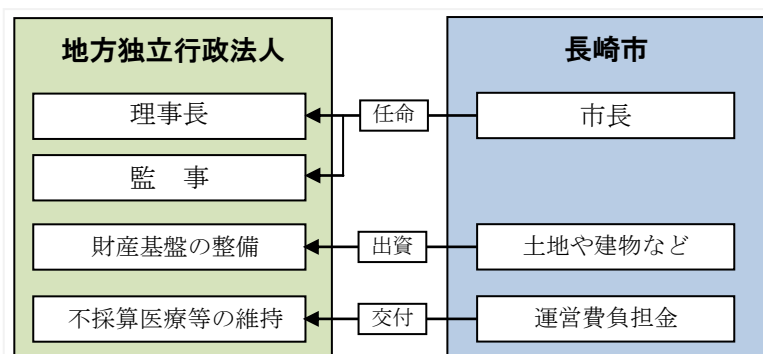 地方独立行政法人
長崎市
理事長
任命
市長
監　事
財産基盤の整備
出資
土地や建物など
不採算医療等の維持
交付
運営費負担金